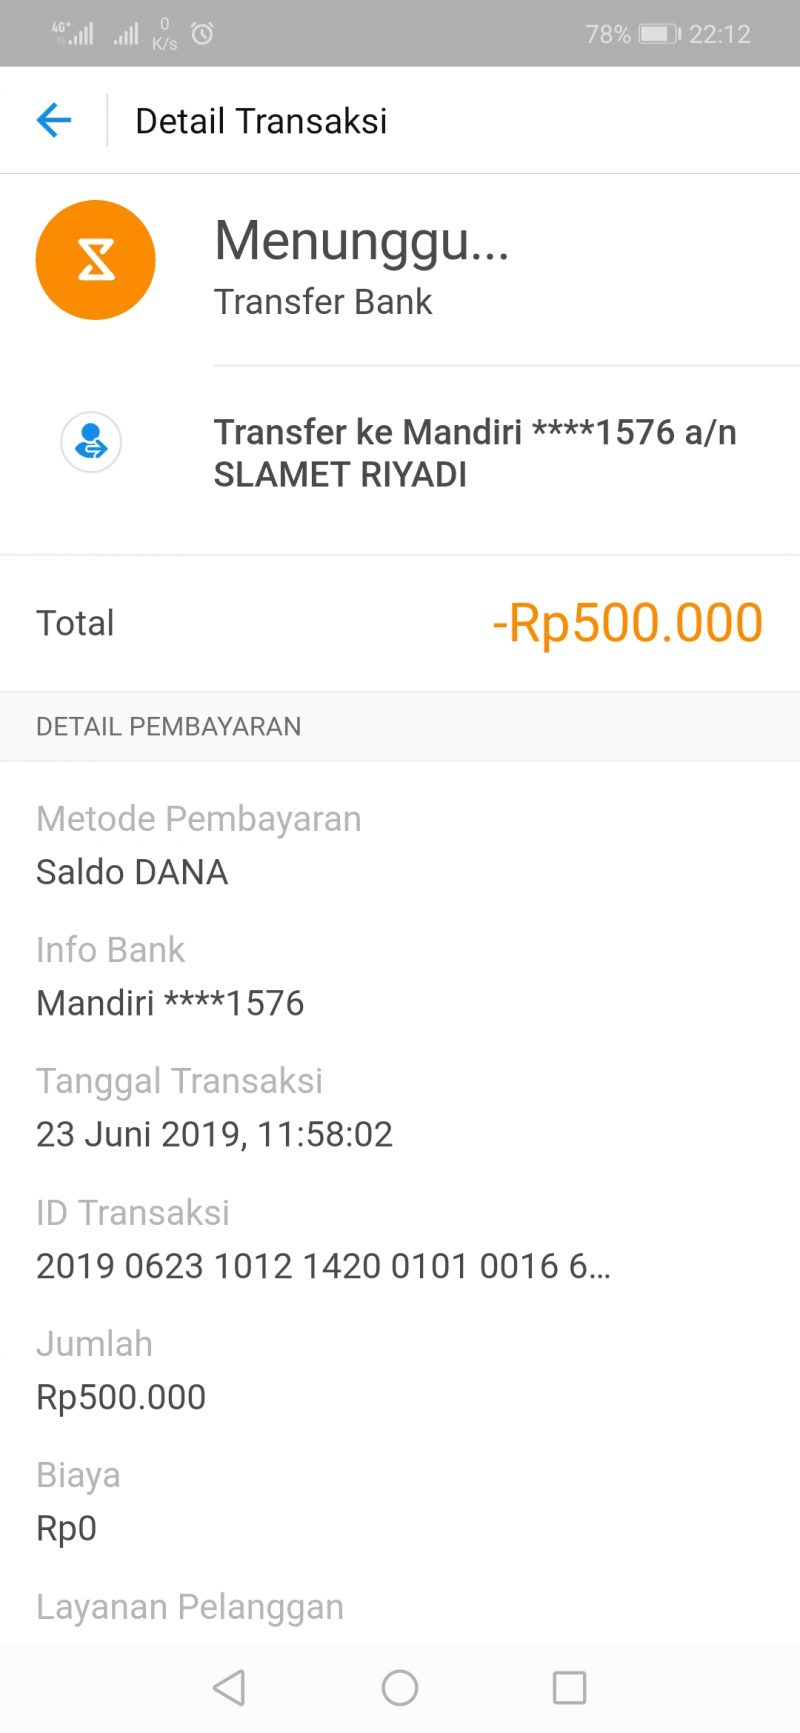 4G+
0
K/s
78%
22:12
Detail Transaksi
Menunggu...
Transfer Bank
Transfer ke Mandiri ****1576 a/n
SLAMET RIYADI
Total
-Rp500.000
DETAIL PEMBAYARAN
Metode Pembayaran
Saldo DANA
Info Bank
Mandiri ****1576
Tanggal Transaksi
23 Juni 2019, 11:58:02
ID Transaksi
2019 0623 1012 1420 0101 0016 6...
Jumlah
Rp500.000
Biaya
Rp0
Layanan Pelanggan